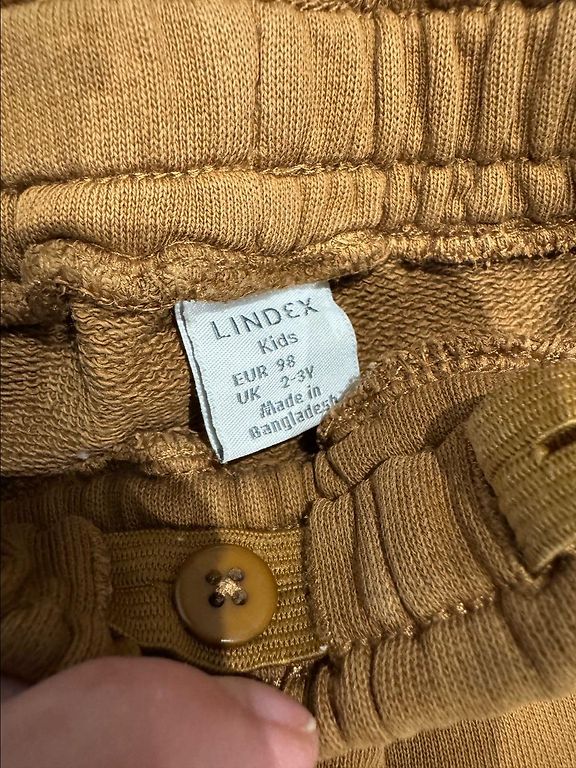 LINDEX
Kids
EUR 98
UK 2-3Y
Made in
Bangladesh